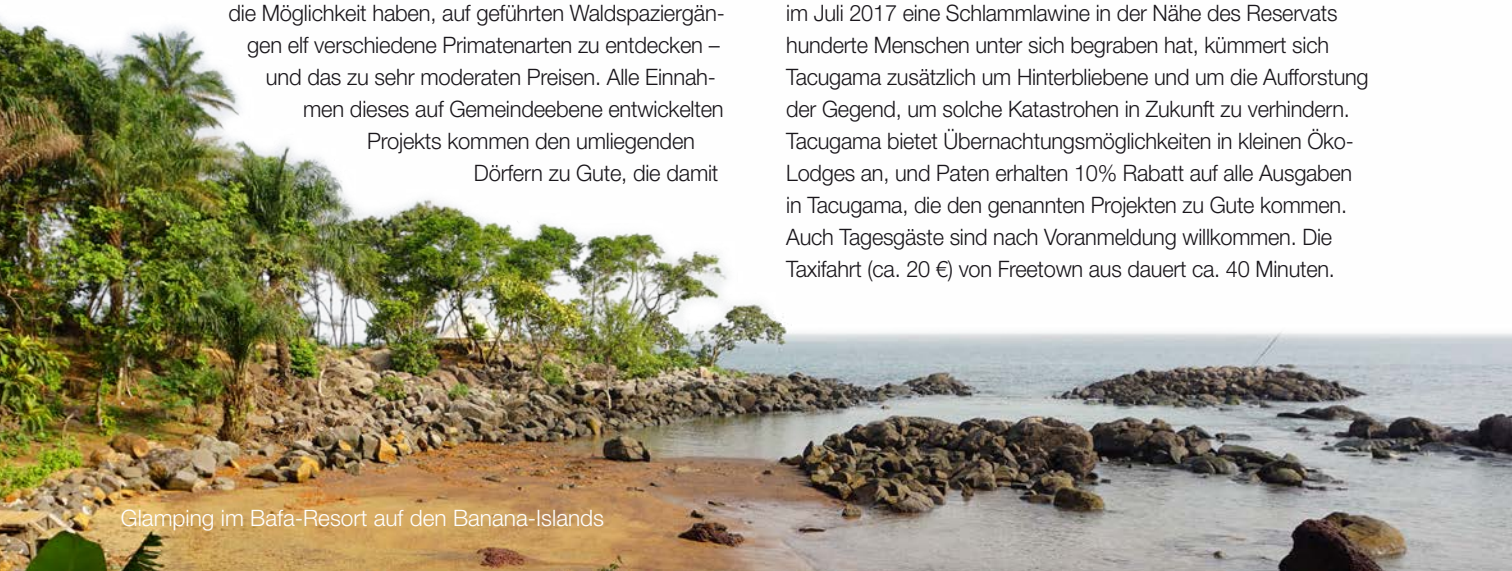 die Möglichkeit haben, auf geführten Waldspaziergän-
gen elf verschiedene Primatenarten zu entdecken –
und das zu sehr moderaten Preisen. Alle Einnah-
men dieses auf Gemeindeebene entwickelten
Projekts kommen den umliegenden
Dörfern zu Gute, die damit
im Juli 2017 eine Schlammlawine in der Nähe des Reservats
hunderte Menschen unter sich begraben hat, kümmert sich
Tacugama zusätzlich um Hinterbliebene und um die Aufforstung
der Gegend, um solche Katastrohen in Zukunft zu verhindern.
Tacugama bietet Übernachtungsmöglichkeiten in kleinen Öko-
Lodges an, und Paten erhalten 10% Rabatt auf alle Ausgaben
in Tacugama, die den genannten Projekten zu Gute kommen.
Auch Tagesgäste sind nach Voranmeldung willkommen. Die
Taxifahrt (ca. 20 €) von Freetown aus dauert ca. 40 Minuten.
Glamping im Bafa-Resort auf den Banana-Islands